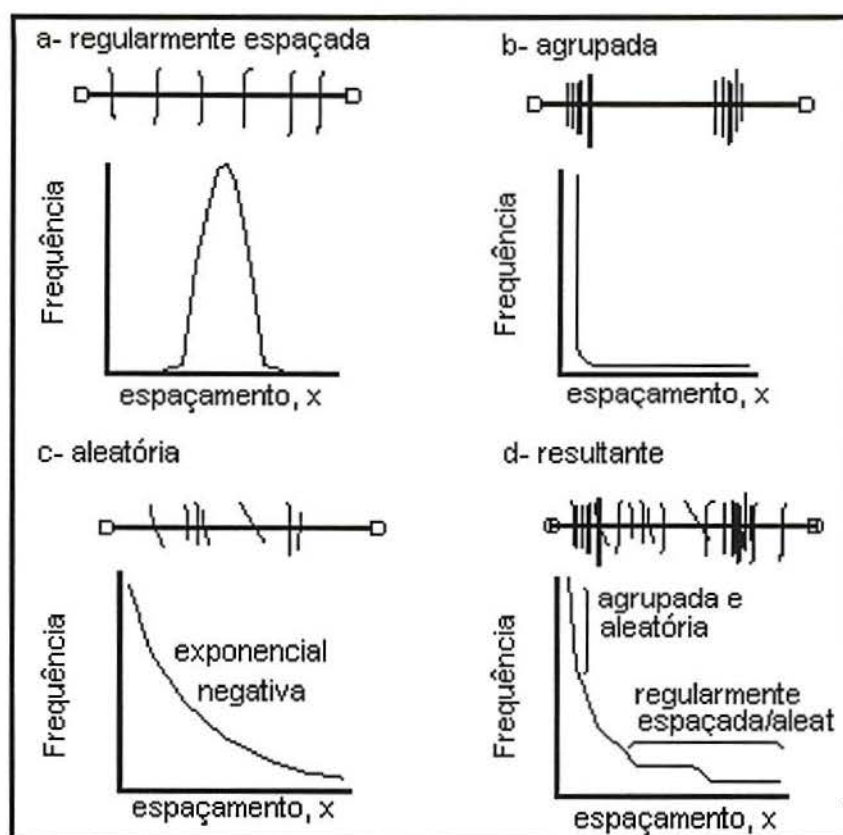 a- regularmente espaçada
Frequência
espaçamento, x
b- agrupada
Frequência
espaçamento, x
c- aleatória
exponencial
negativa
Frequência
espaçamento, x
d- resultante
agrupada e
aleatória
regularmente
espaçada/aleat
Frequência
espaçamento, x